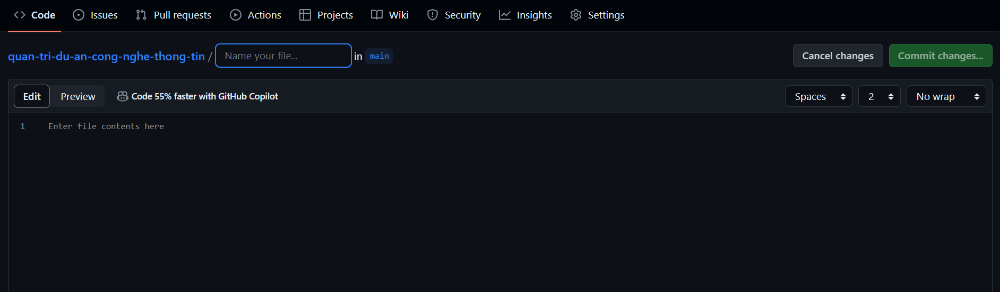 Code Issues Pull requests Actions Projects Wiki Security Insights Settings
quan-tri-du-an-cong-nghe-thong-tin / Name your file... in main Cancel changes Commit changes...
Edit Preview Code 55% faster with GitHub Copilot Spaces 2 No wrap
1 Enter file contents here